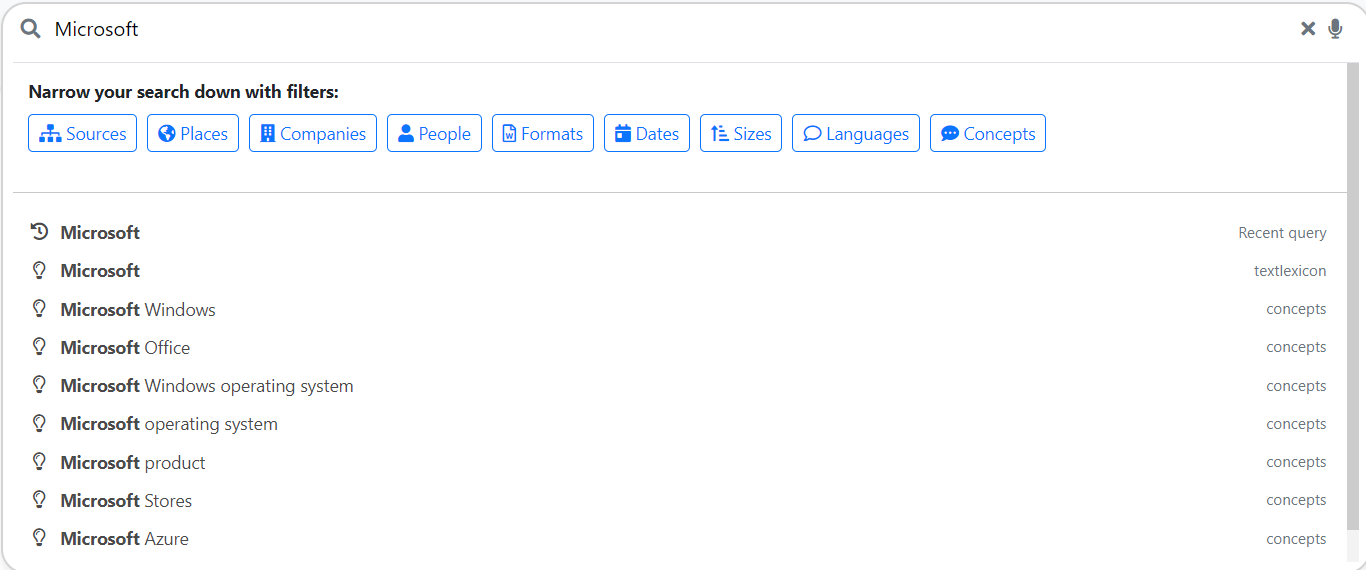 Microsoft
Narrow your search down with filters:
Sources Places Companies People Formats Dates Sizes Languages Concepts
Microsoft Recent query
Microsoft textlexicon
Microsoft Windows concepts
Microsoft Office concepts
Microsoft Windows operating system concepts
Microsoft operating system concepts
Microsoft product concepts
Microsoft Stores concepts
Microsoft Azure concepts